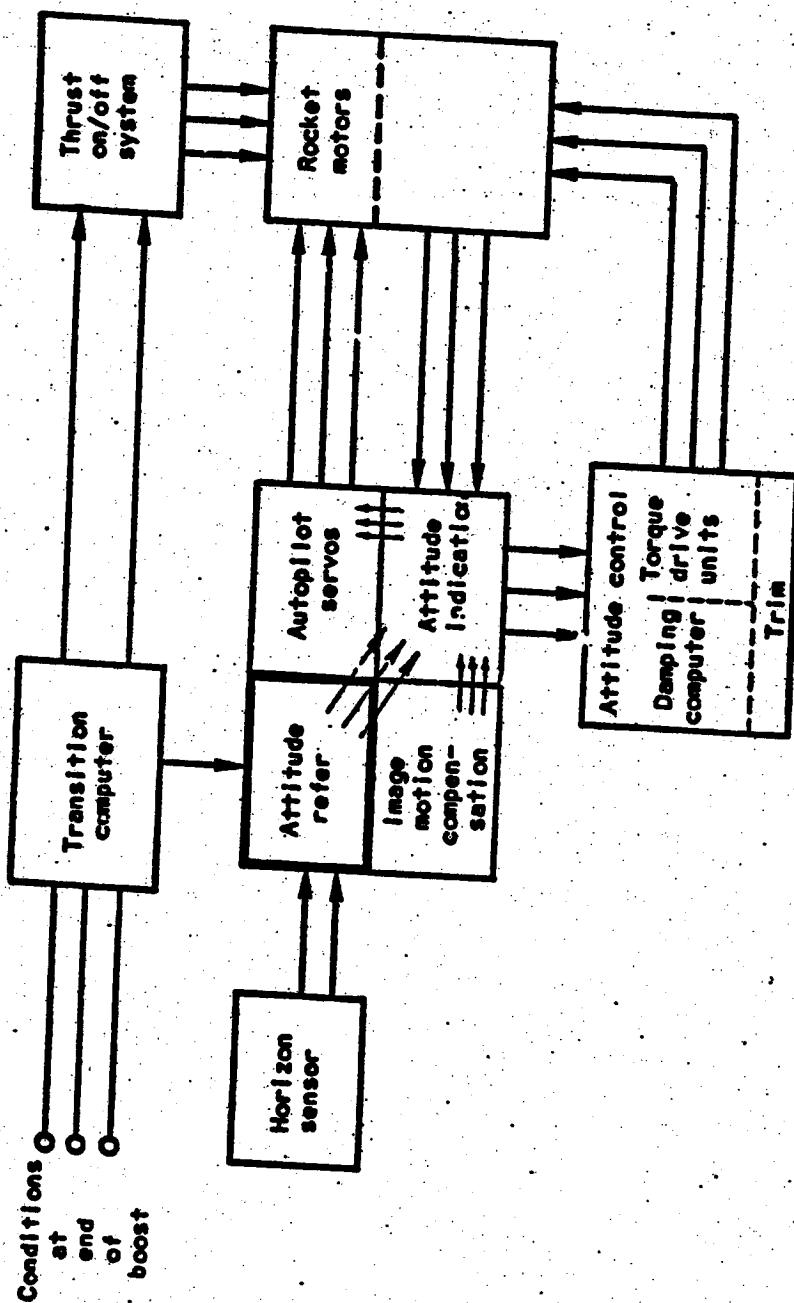 Conditions
at
end
of
boost
Transition
computer
Thrust
on/off
system
Horizon
sensor
Attitude
refer
Autopilot
servos
Rocket
motors
Image
motion
compen-
sation
Attitude
indicatio
Attitude control
Damping
computer
Torque
drive
units
Trim